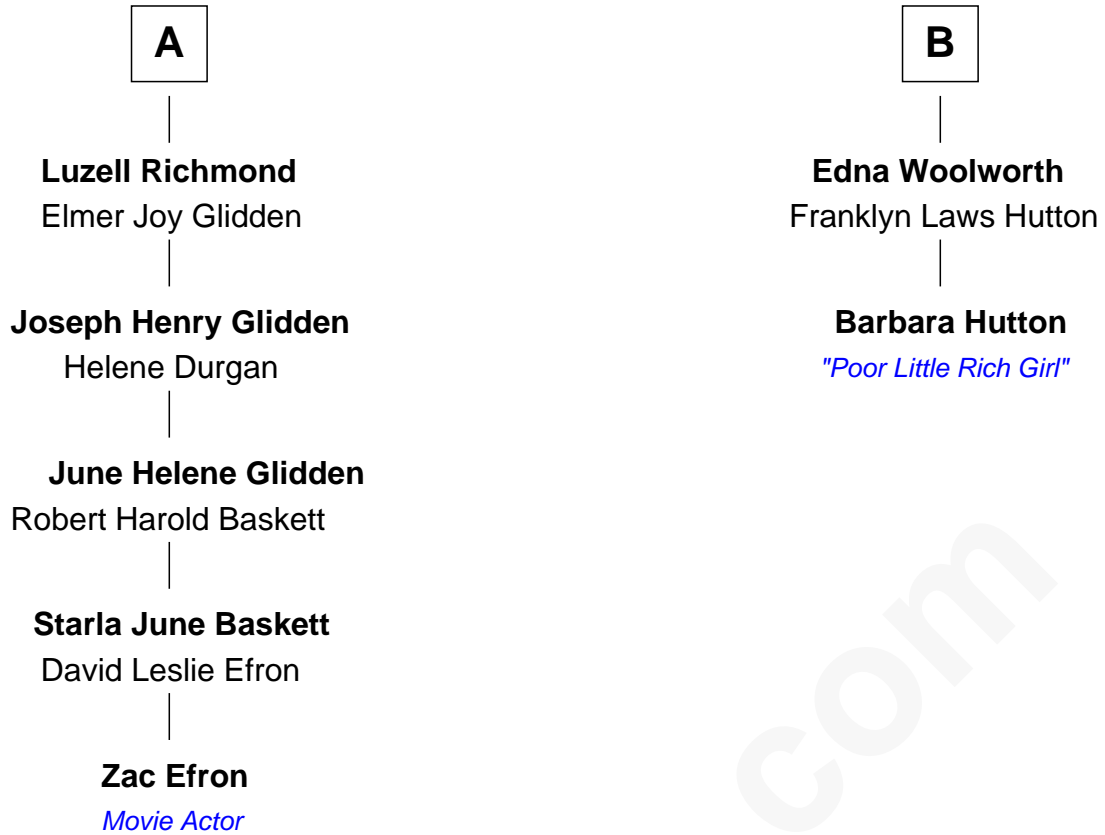 A
Luzell Richmond
Elmer Joy Glidden
Joseph Henry Glidden
Helene Durgan
June Helene Glidden
Robert Harold Baskett
Starla June Baskett
David Leslie Efron
Zac Efron
Movie Actor
B
Edna Woolworth
Franklyn Laws Hutton
Barbara Hutton
"Poor Little Rich Girl"
com